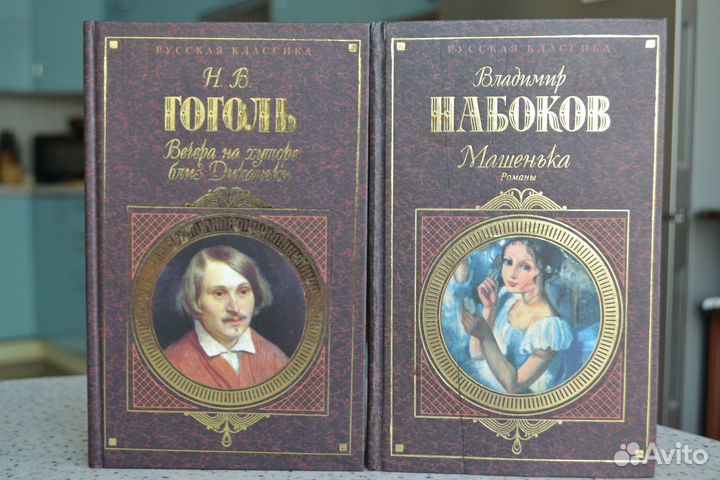 РУССКАЯ КЛАССИКА
Н. В.
ГОГОЛЬ
Вечера на хуторе
близ Диканьки
РУССКАЯ КЛАССИКА
Владимир
НАБОКОВ
Машенька
Романы
Avito